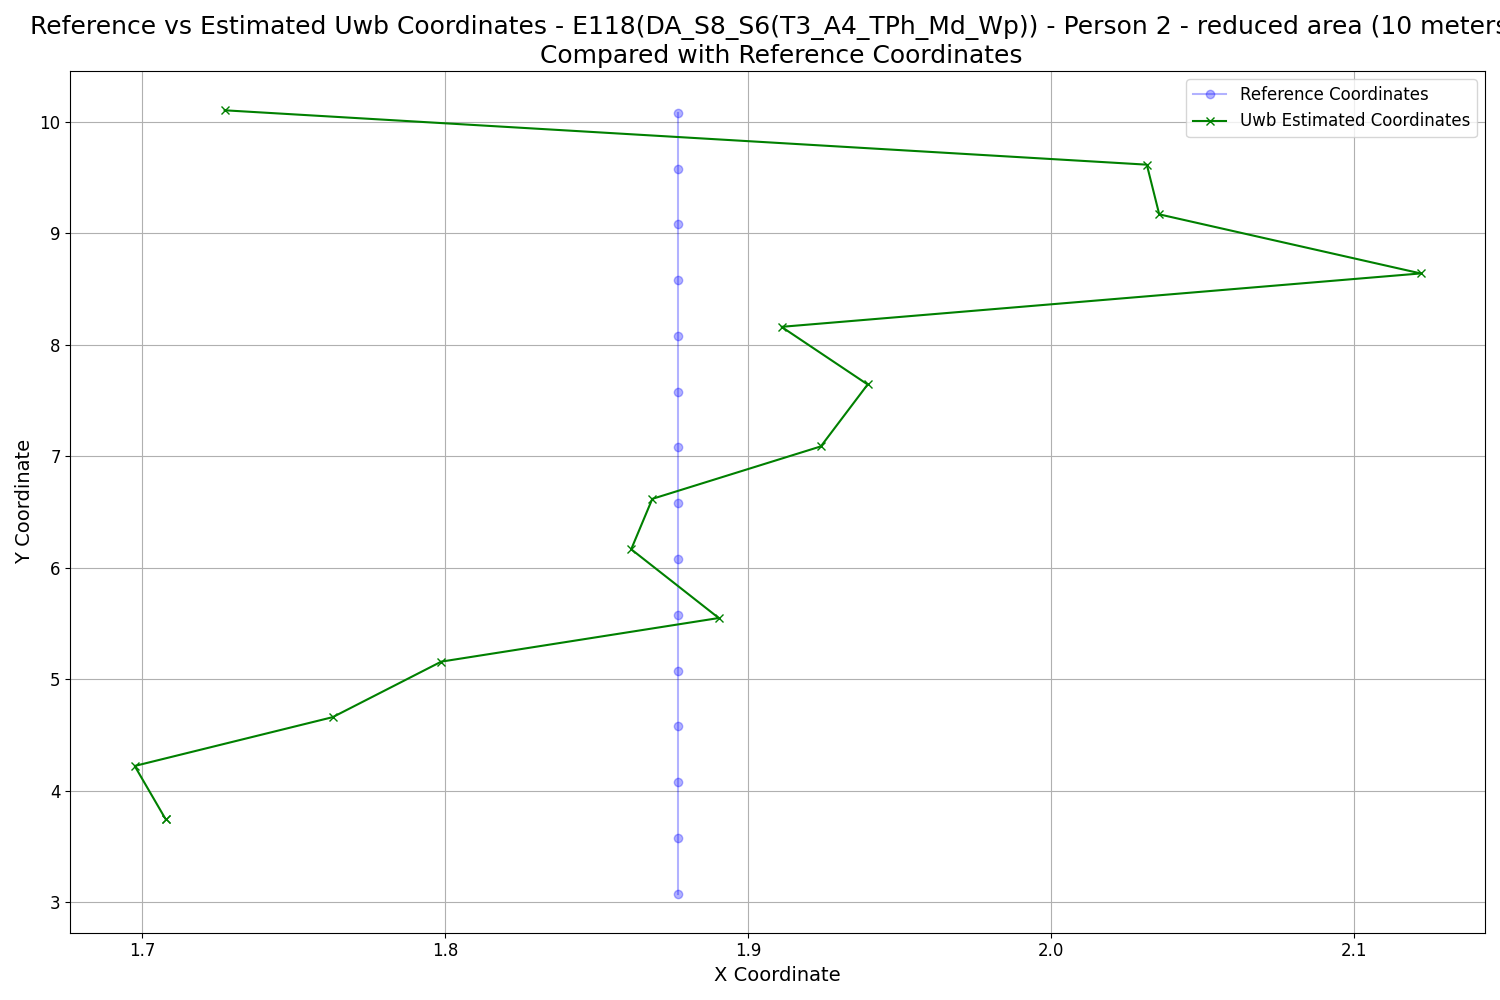 Reference vs Estimated Uwb Coordinates - E118(DA_S8_S6(T3_A4_TPh_Md_Wp)) - Person 2 - reduced area (10 meters
Compared with Reference Coordinates
Reference Coordinates
Uwb Estimated Coordinates
10
9
8
7
6
5
4
3
Y Coordinate
1.7
1.8
1.9
2.0
2.1
X Coordinate